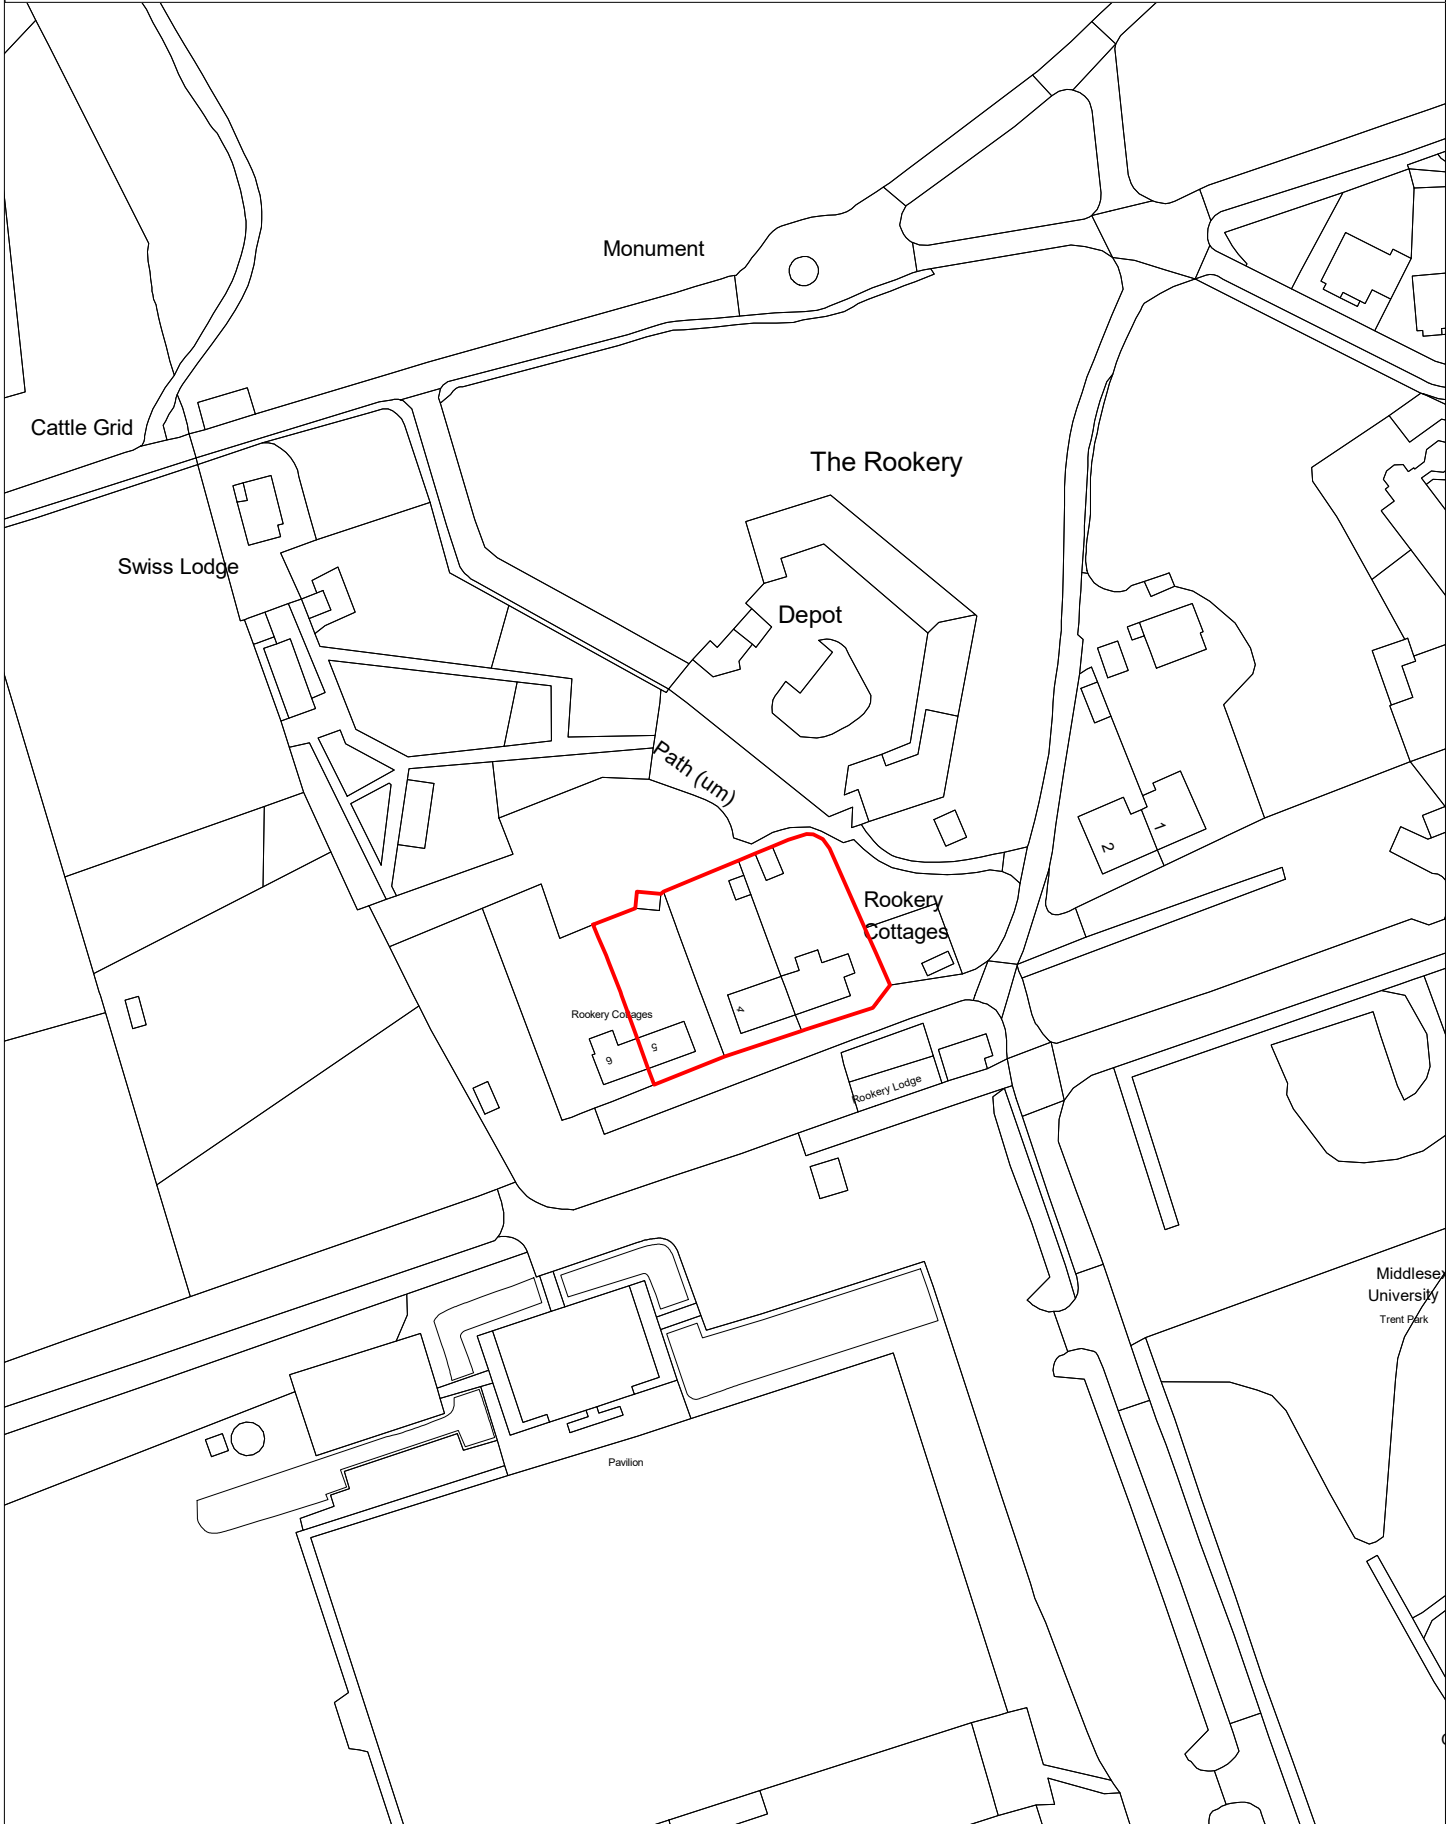 Monument
Cattle Grid
The Rookery
Swiss Lodge
Depot
Path (um)
1
2
Rookery
Cottages
4
Rookery Cottages
5
6
Rookery Lodge
Middlesex
University
Trent Park
Pavilion